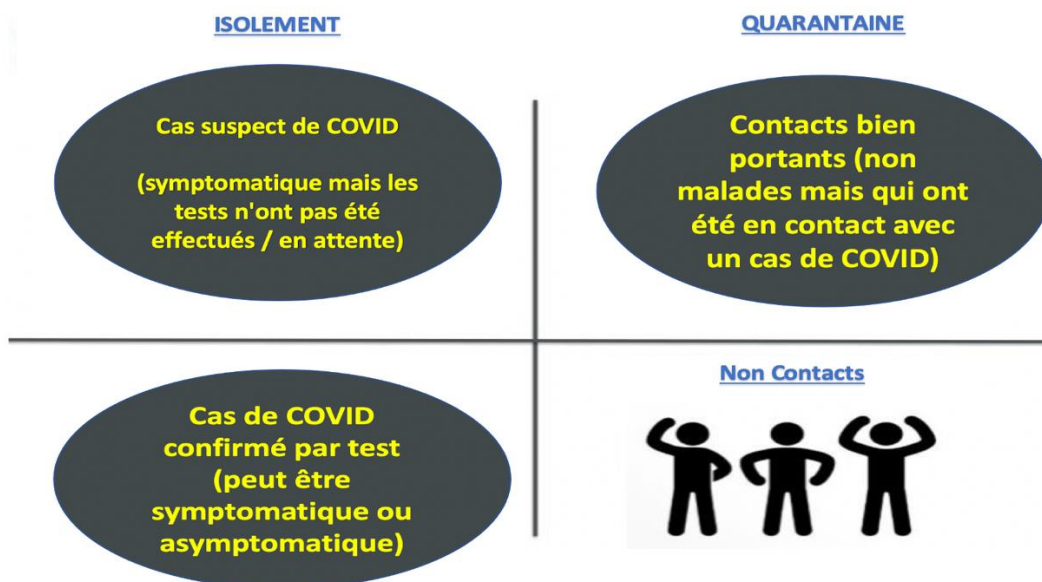 ISOLEMENT
Cas suspect de COVID
(symptomatique mais les
tests n'ont pas été
effectués / en attente)
QUARANTAINE
Contacts bien
portants (non
malades mais qui ont
été en contact avec
un cas de COVID)
Cas de COVID
confirmé par test
(peut être
symptomatique ou
asymptomatique)
Non Contacts